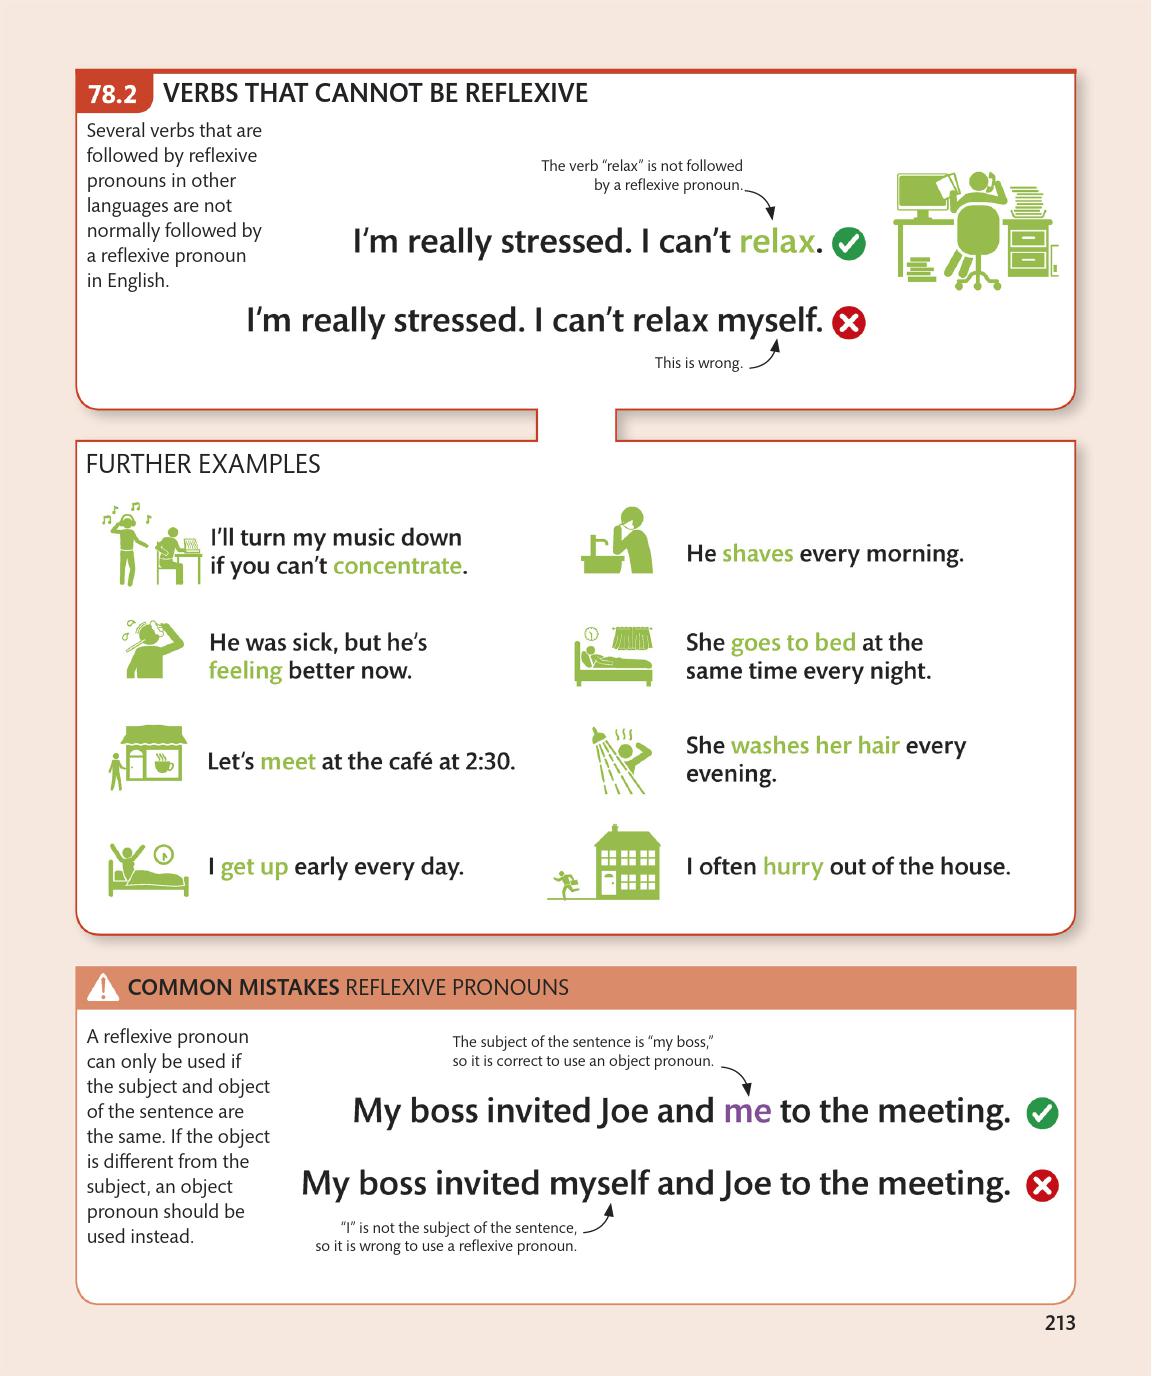 78.2 VERBS THAT CANNOT BE REFLEXIVE
Several verbs that are
followed by reflexive
pronouns in other
languages are not
normally followed by
a reflexive pronoun
in English.
The verb “relax” is not followed
by a reflexive pronoun.
I’m really stressed. I can’t relax.
I’m really stressed. I can’t relax myself.
This is wrong.
FURTHER EXAMPLES
I’ll turn my music down
if you can’t concentrate.
He shaves every morning.
He was sick, but he’s
feeling better now.
She goes to bed at the
same time every night.
Let’s meet at the café at 2:30.
She washes her hair every
evening.
I get up early every day.
I often hurry out of the house.
COMMON MISTAKES REFLEXIVE PRONOUNS
A reflexive pronoun
can only be used if
the subject and object
of the sentence are
the same. If the object
is different from the
subject, an object
pronoun should be
used instead.
The subject of the sentence is “my boss,”
so it is correct to use an object pronoun.
My boss invited Joe and me to the meeting.
My boss invited myself and Joe to the meeting.
“I” is not the subject of the sentence,
so it is wrong to use a reflexive pronoun.
213